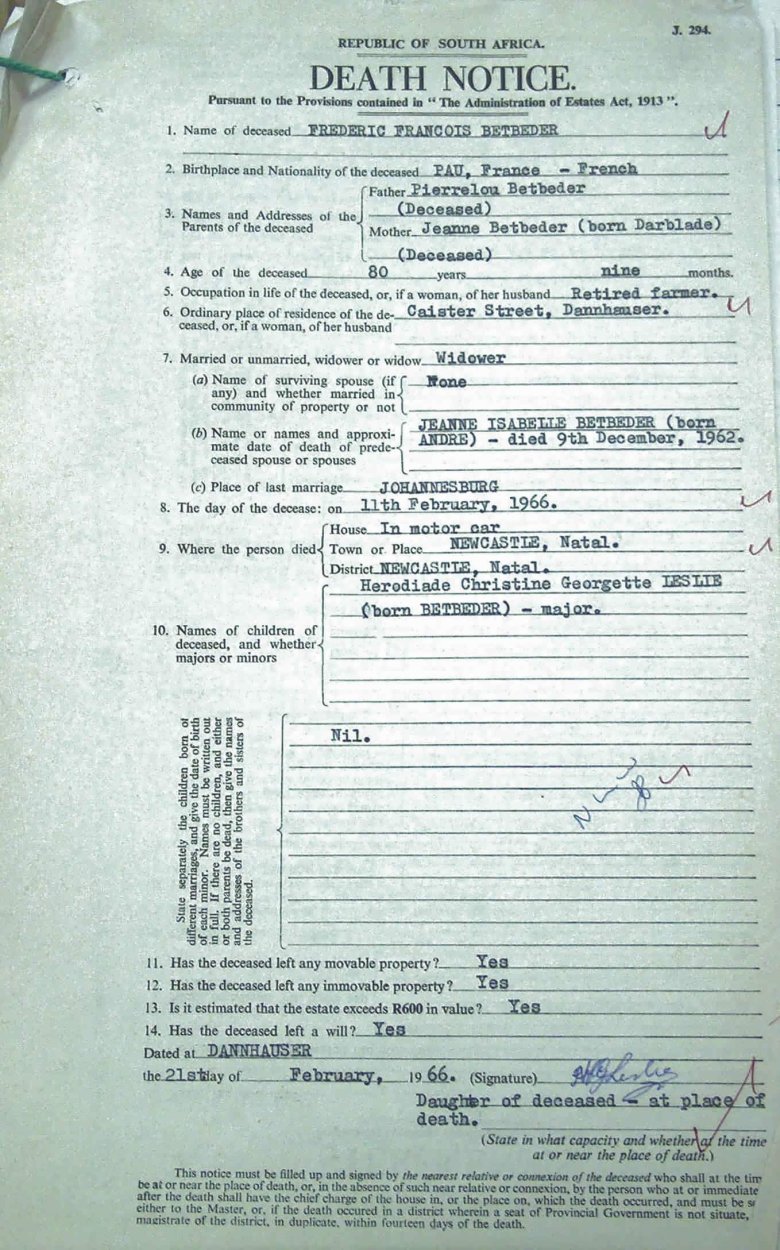 J. 294.
REPUBLIC OF SOUTH AFRICA.
DEATH NOTICE.
Pursuant to the Provisions contained in “ The Administration of Estates Act, 1913 ”.
1. Name of deceased FREDERIC FRANCOIS BETBEDER
2. Birthplace and Nationality of the deceased PAU, France - French
3. Names and Addresses of the Parents of the deceased
Father Pierrelou Betbeder
(Deceased)
Mother Jeanne Betbeder (born Darblade)
(Deceased)
4. Age of the deceased 80 years nine months.
5. Occupation in life of the deceased, or, if a woman, of her husband Retired farmer.
6. Ordinary place of residence of the de- Caister Street, Dannhauser.
ceased, or, if a woman, of her husband
7. Married or unmarried, widower or widow Widower
(a) Name of surviving spouse (if None
any) and whether married in
community of property or not
JEANNE ISABELLE BETBEDER (born
(b) Name or names and approxi- ANDRE) - died 9th December, 1962.
mate date of death of prede-
ceased spouse or spouses
(c) Place of last marriage JOHANNESBURG
8. The day of the decease: on 11th February, 1966.
9. Where the person died
House In motor car
Town or Place NEWCASTLE, Natal.
District NEWCASTLE, Natal.
Herediade Christine Georgette LESLIE
(born BETBEDER) - major.
10. Names of children of
deceased, and whether
majors or minors
State separately the children born of
different marriages, and give the date of birth
of each minor. Names must be written out
in full. If there are no children, and either
or both parents be dead, then give the names
and addresses of the brothers and sisters of
the deceased.
Nil.
11. Has the deceased left any movable property? Yes
12. Has the deceased left any immovable property? Yes
13. Is it estimated that the estate exceeds R600 in value? Yes
14. Has the deceased left a will? Yes
Dated at DANNHAUSER
the 21st day of February, 1966. (Signature) HCGLeslie
Daughter of deceased - at place of
death.
(State in what capacity and whether at the time
at or near the place of death.)
This notice must be filled up and signed by the nearest relative or connexion of the deceased who shall at the tim
be at or near the place of death, or, in the absence of such near relative or connexion, by the person who at or immediate
after the death shall have the chief charge of the house in, or the place on, which the death occurred, and must be s
either to the Master, or, if the death occured in a district wherein a seat of Provincial Government is not situate,
magistrate of the district, in duplicate, within fourteen days of the death.